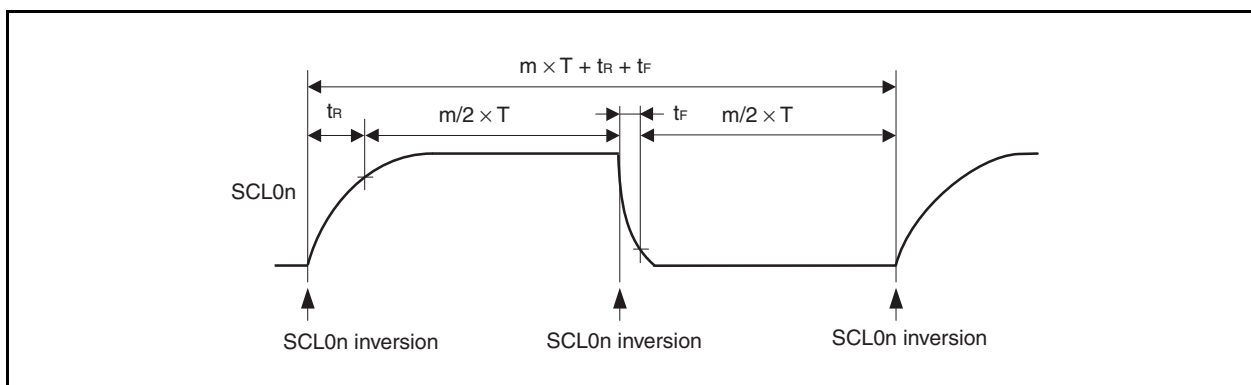 m × T + tR + tF
tR
m/2 × T
tF
m/2 × T
SCL0n
SCL0n inversion
SCL0n inversion
SCL0n inversion